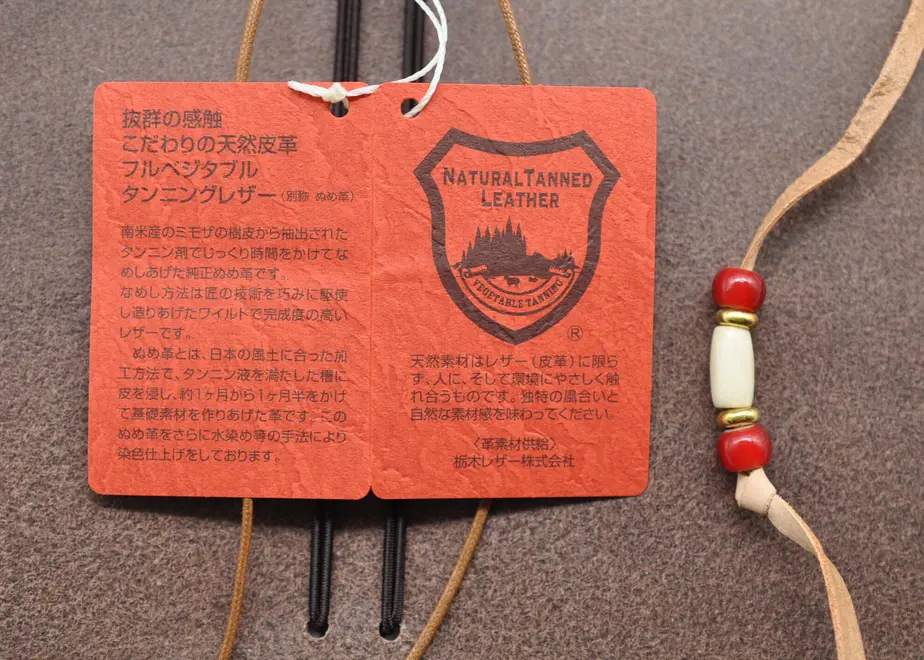 抜群の感触
こだわりの天然皮革
フルベジタブル
タンニングレザー（別称 ぬめ革）
南米産のミモザの樹皮から抽出された
タンニン剤でじっくり時間をかけてな
めしあげた純正ぬめ革です。
なめし方法は匠の技術を巧みに駆使
し造りあげたワイルドで完成度の高い
レザーです。
ぬめ革とは、日本の風土に合った加
工方法で、タンニン液を満たした槽に
皮を浸し、約1ヶ月から1ヶ月半をかけ
て基礎素材を作りあげた革です。この
ぬめ革をさらに水染め等の手法により
染色仕上げをしております。
NATURALTANNED
LEATHER
VEGETABLE TANNING
®
天然素材はレザー（皮革）に限ら
ず、人に、そして環境にやさしく触
れ合うものです。独特の風合いと
自然な素材感を味わってください。
〈革素材供給〉
栃木レザー株式会社